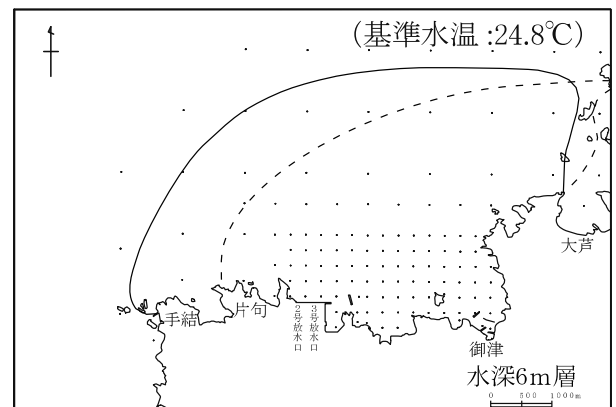 (基準水温 :24.8℃)
大芦
手結
片句
2号放水口
3号放水口
御津
水深6m層
0 500 1000m